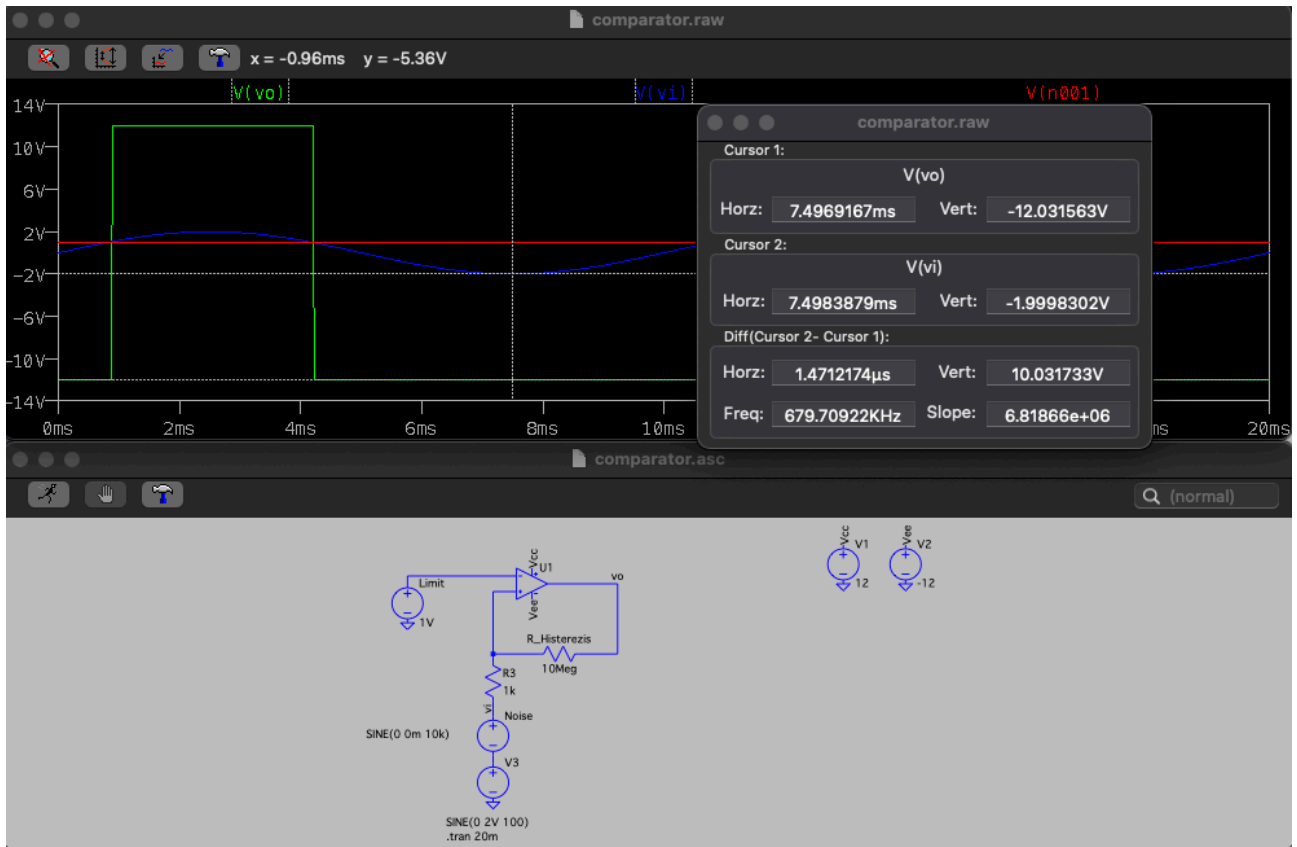 comparator.raw
x = -0.96ms y = -5.36V
V(vo) V(vi) V(n001)
14V
10V
6V
2V
-2V
-6V
-10V
-14V
0ms 2ms 4ms 6ms 8ms 10ms ms 20ms
comparator.raw
Cursor 1:
V(vo)
Horz: 7.4969167ms Vert: -12.031563V
Cursor 2:
V(vi)
Horz: 7.4983879ms Vert: -1.9998302V
Diff(Cursor 2- Cursor 1):
Horz: 1.4712174µs Vert: 10.031733V
Freq: 679.70922KHz Slope: 6.81866e+06
comparator.asc
(normal)
Vcc V1 Vee V2
12 -12
Vcc
U1
Limit
vo
1V
Vee
R_Histerezis
10Meg
R3
1k
vi
Noise
SINE(0 0m 10k)
V3
SINE(0 2V 100)
.tran 20m